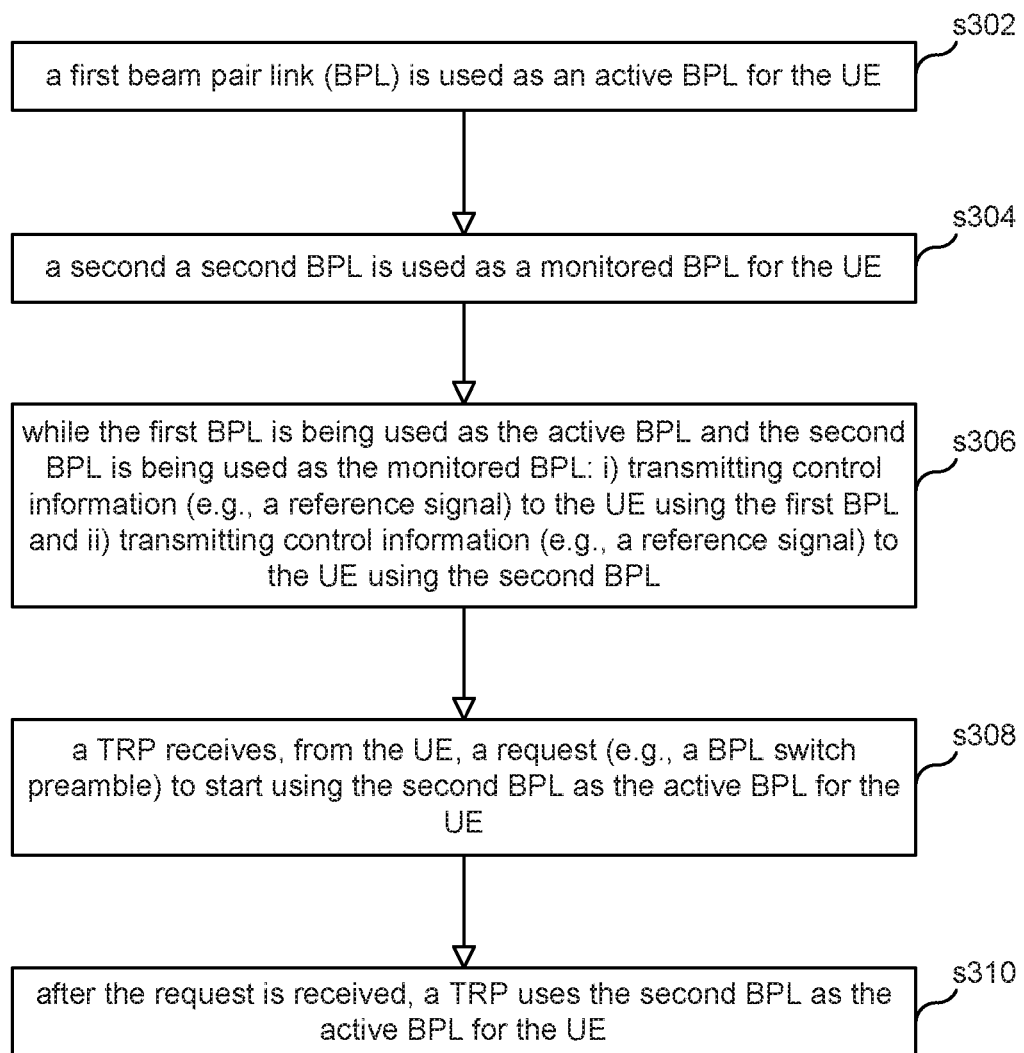 s302
a first beam pair link (BPL) is used as an active BPL for the UE
s304
a second a second BPL is used as a monitored BPL for the UE
s306
while the first BPL is being used as the active BPL and the second
BPL is being used as the monitored BPL: i) transmitting control
information (e.g., a reference signal) to the UE using the first BPL
and ii) transmitting control information (e.g., a reference signal) to
the UE using the second BPL
s308
a TRP receives, from the UE, a request (e.g., a BPL switch
preamble) to start using the second BPL as the active BPL for the
UE
s310
after the request is received, a TRP uses the second BPL as the
active BPL for the UE